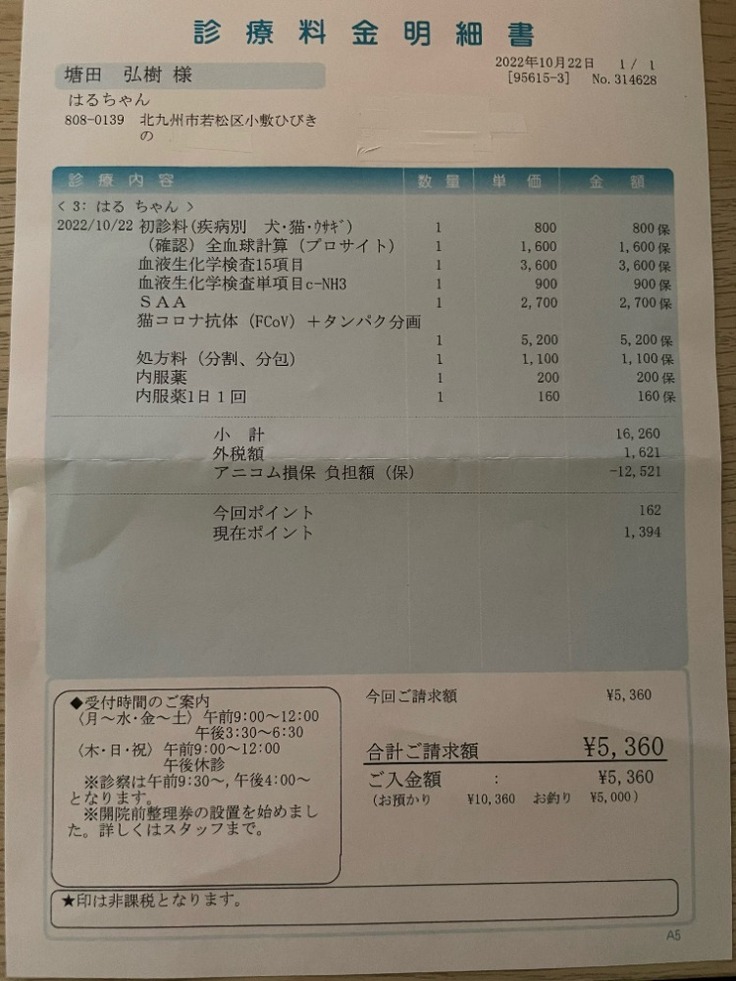 診療料金明細書
塘田 弘樹 様
2022年10月22日 1/1
[95615-3] No.314628
はるちゃん
808-0139 北九州市若松区小敷ひびき
の
診療内容 数量 単価 金額
< 3: はる ちゃん >
2022/10/22 初診料(疾病別 犬・猫・ｳｻｷﾞ) 1 800 800保
(確認) 全血球計算 (プロサイト) 1 1,600 1,600保
血液生化学検査15項目 1 3,600 3,600保
血液生化学検査単項目c-NH3 1 900 900保
ＳＡＡ 1 2,700 2,700保
猫コロナ抗体 (FCoV) ＋タンパク分画
1 5,200 5,200保
処方料 (分割、分包) 1 1,100 1,100保
内服薬 1 200 200保
内服薬1日１回 1 160 160保
小 計 16,260
外税額 1,621
アニコム損保 負担額 (保) -12,521
今回ポイント 162
現在ポイント 1,394
◆受付時間のご案内
(月～水・金～土) 午前9:00～12:00
午後3:30～6:30
(木・日・祝) 午前9:00～12:00
午後休診
※診察は午前9:30～, 午後4:00～
となります。
※開院前整理券の設置を始めまし
た。詳しくはスタッフまで。
今回ご請求額 ¥5,360
合計ご請求額 ¥5,360
ご入金額 : ¥5,360
(お預かり ¥10,360 お釣り ¥5,000)
★印は非課税となります。
A5